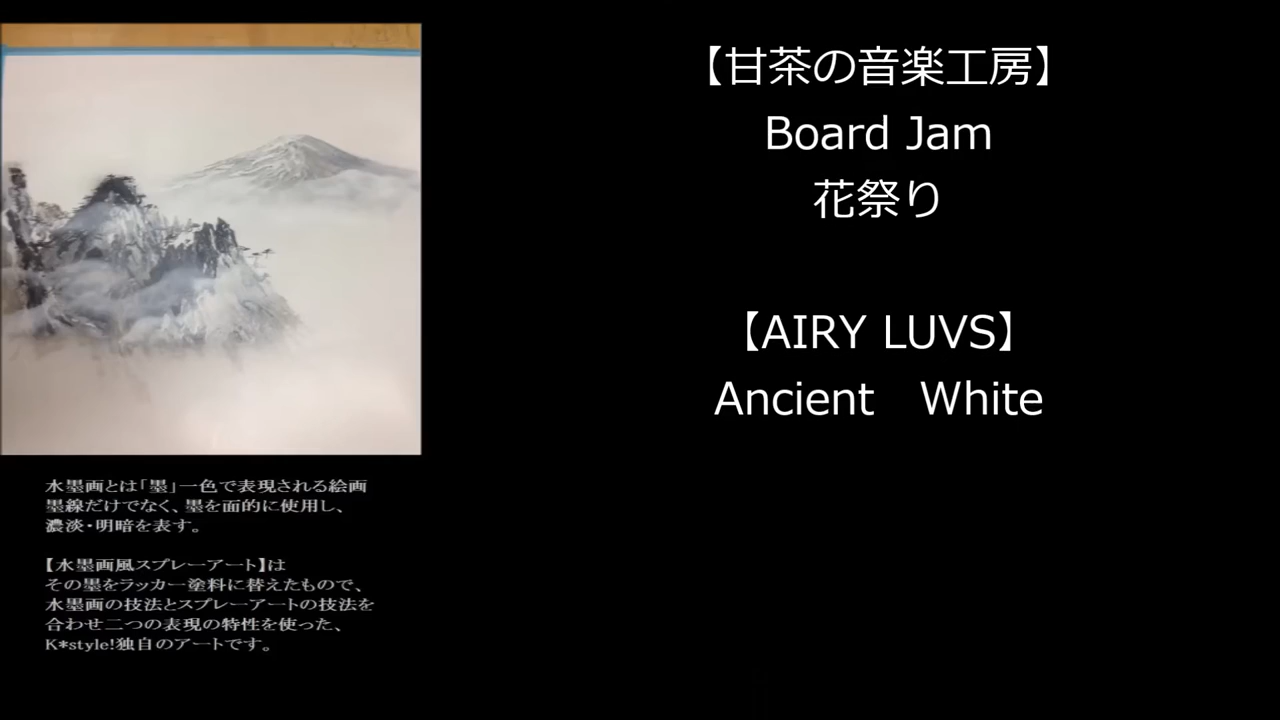 【甘茶の音楽工房】
Board Jam
花祭り
【AIRY LUVS】
Ancient　White
水墨画とは「墨」一色で表現される絵画
墨線だけでなく、墨を面的に使用し、
濃淡・明暗を表す。
【水墨画風スプレーアート】は
その墨をラッカー塗料に替えたもので、
水墨画の技法とスプレーアートの技法を
合わせ二つの表現の特性を使った、
K*style!独自のアートです。